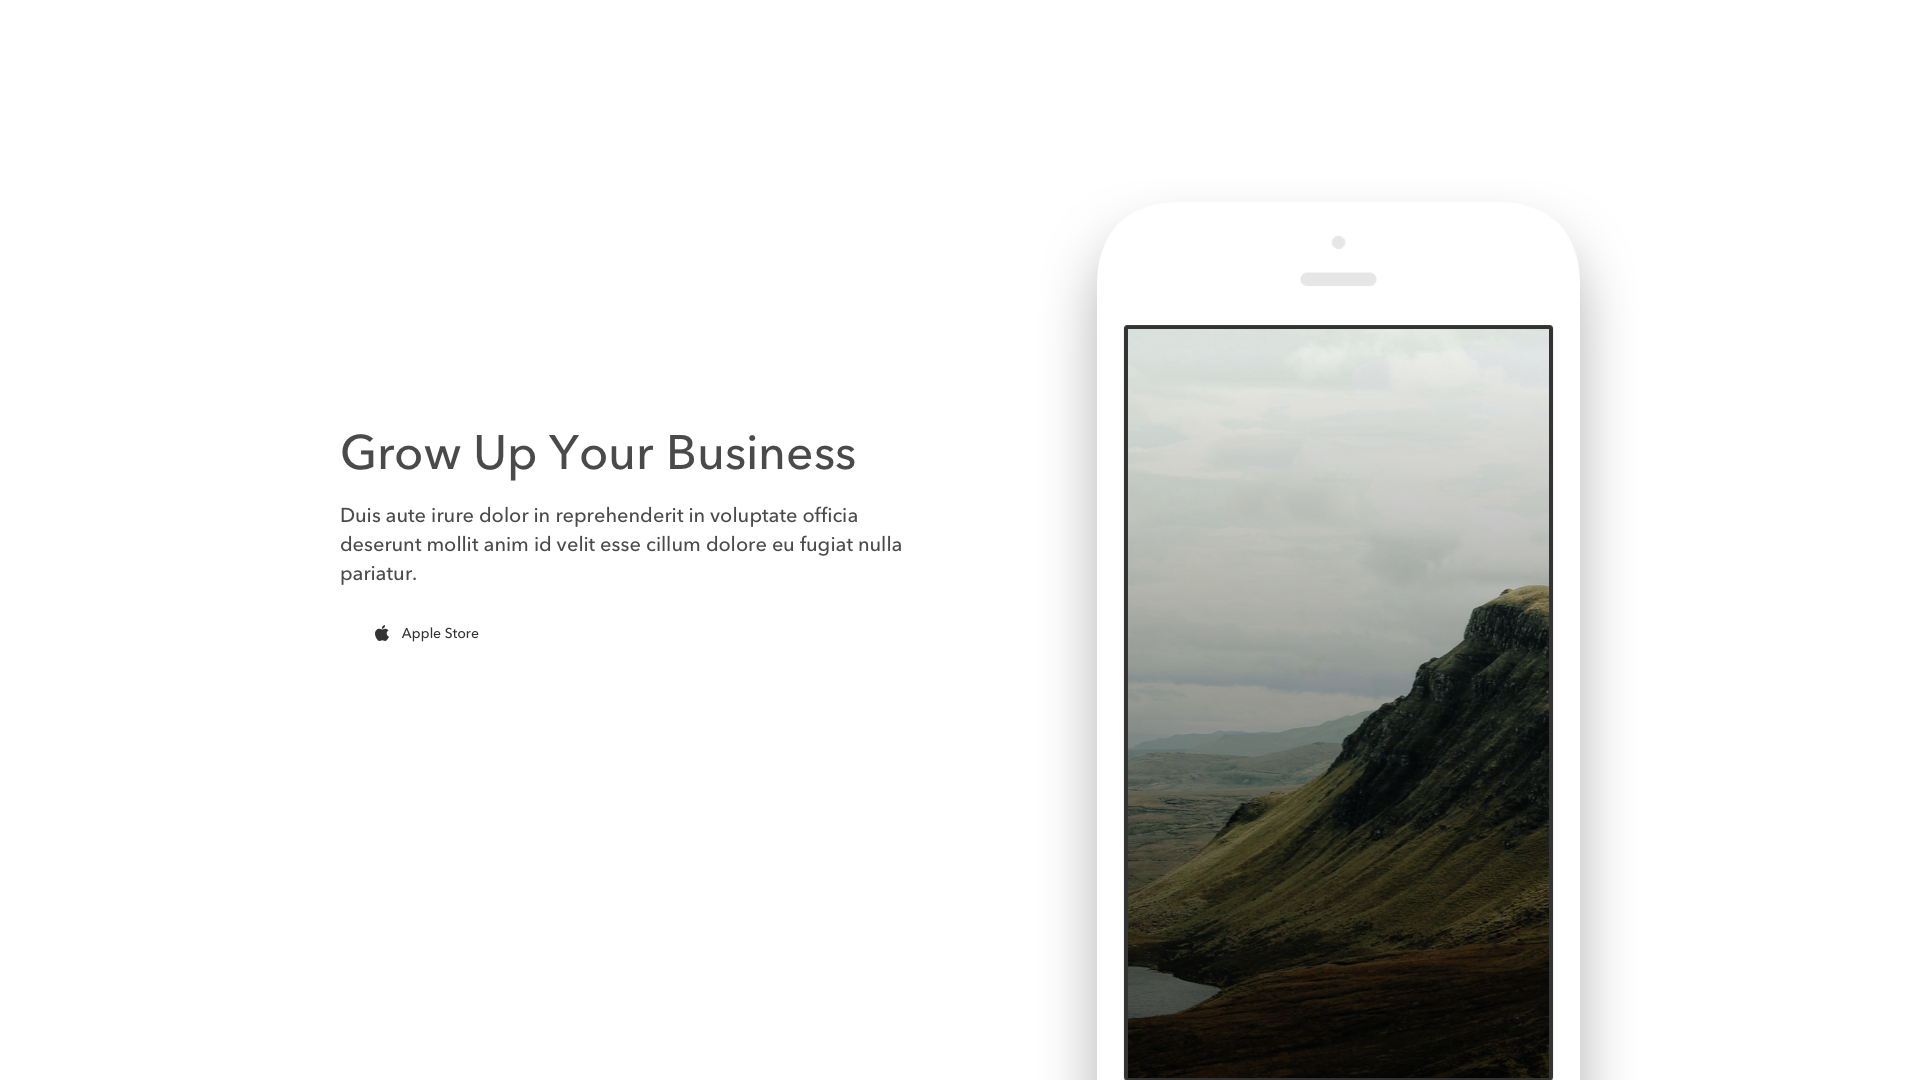 Grow Up Your Business
Duis aute irure dolor in reprehenderit in voluptate officia
deserunt mollit anim id velit esse cillum dolore eu fugiat nulla
pariatur.
Apple Store